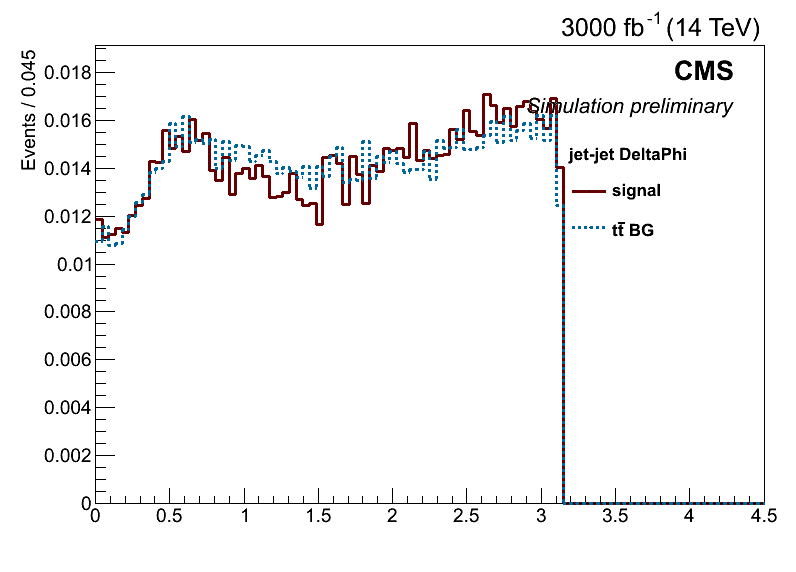 3000 fb-1 (14 TeV)
CMS
Simulation preliminary
Events / 0.045
jet-jet DeltaPhi
signal
tt̅ BG
0.018
0.016
0.014
0.012
0.01
0.008
0.006
0.004
0.002
0
0 0.5 1 1.5 2 2.5 3 3.5 4 4.5